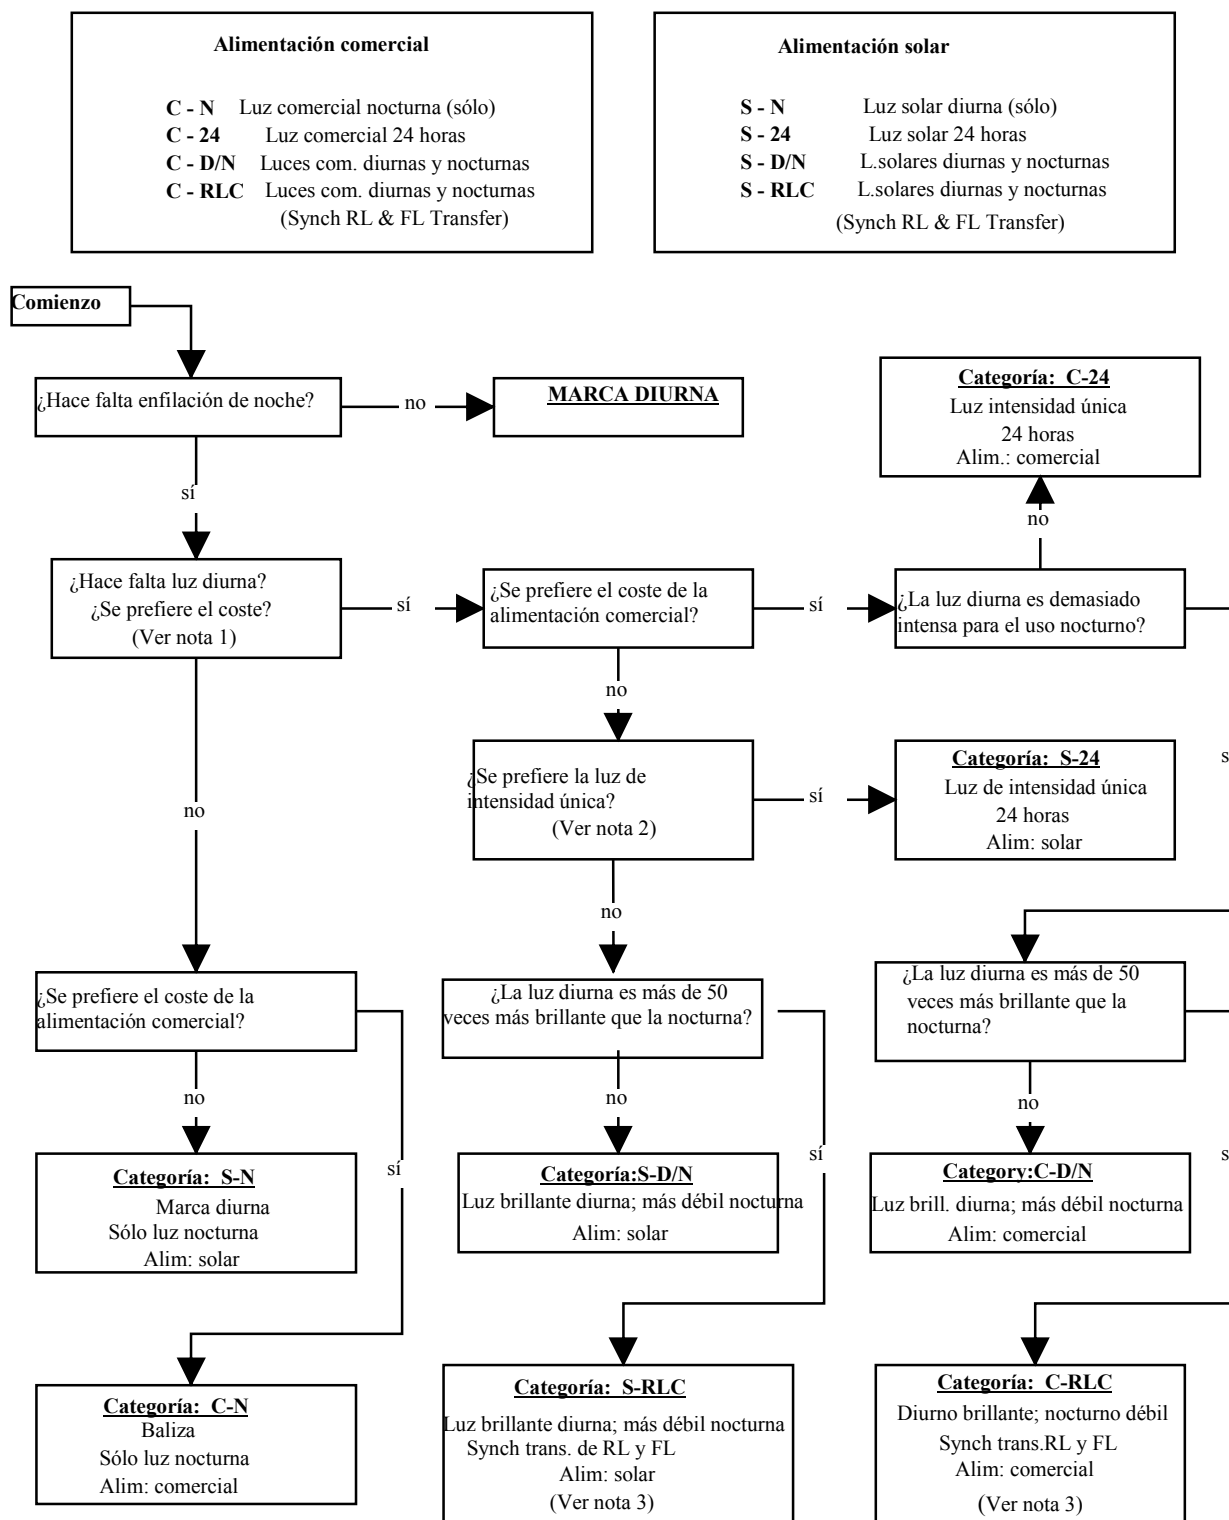 Alimentación comercial
C - N Luz comercial nocturna (sólo)
C - 24 Luz comercial 24 horas
C - D/N Luces com. diurnas y nocturnas
C - RLC Luces com. diurnas y nocturnas
(Synch RL & FL Transfer)
Alimentación solar
S - N Luz solar diurna (sólo)
S - 24 Luz solar 24 horas
S - D/N L.solares diurnas y nocturnas
S - RLC L.solares diurnas y nocturnas
(Synch RL & FL Transfer)
Comienzo
¿Hace falta enfilación de noche?
no
MARCA DIURNA
Categoría: C-24
Luz intensidad única
24 horas
Alim.: comercial
sí
no
¿Hace falta luz diurna?
¿Se prefiere el coste?
(Ver nota 1)
sí
¿Se prefiere el coste de la
alimentación comercial?
sí
¿La luz diurna es demasiado
intensa para el uso nocturno?
no
no
¿Se prefiere la luz de
intensidad única?
(Ver nota 2)
sí
Categoría: S-24
Luz de intensidad única
24 horas
Alim: solar
s
no
¿Se prefiere el coste de la
alimentación comercial?
¿La luz diurna es más de 50
veces más brillante que la nocturna?
¿La luz diurna es más de 50
veces más brillante que la
nocturna?
no
no
no
sí
sí
s
Categoría: S-N
Marca diurna
Sólo luz nocturna
Alim: solar
Categoría:S-D/N
Luz brillante diurna; más débil nocturna
Alim: solar
Category:C-D/N
Luz brill. diurna; más débil nocturna
Alim: comercial
Categoría: C-N
Baliza
Sólo luz nocturna
Alim: comercial
Categoría: S-RLC
Luz brillante diurna; más débil nocturna
Synch trans. de RL y FL
Alim: solar
(Ver nota 3)
Categoría: C-RLC
Diurno brillante; nocturno débil
Synch trans.RL y FL
Alim: comercial
(Ver nota 3)